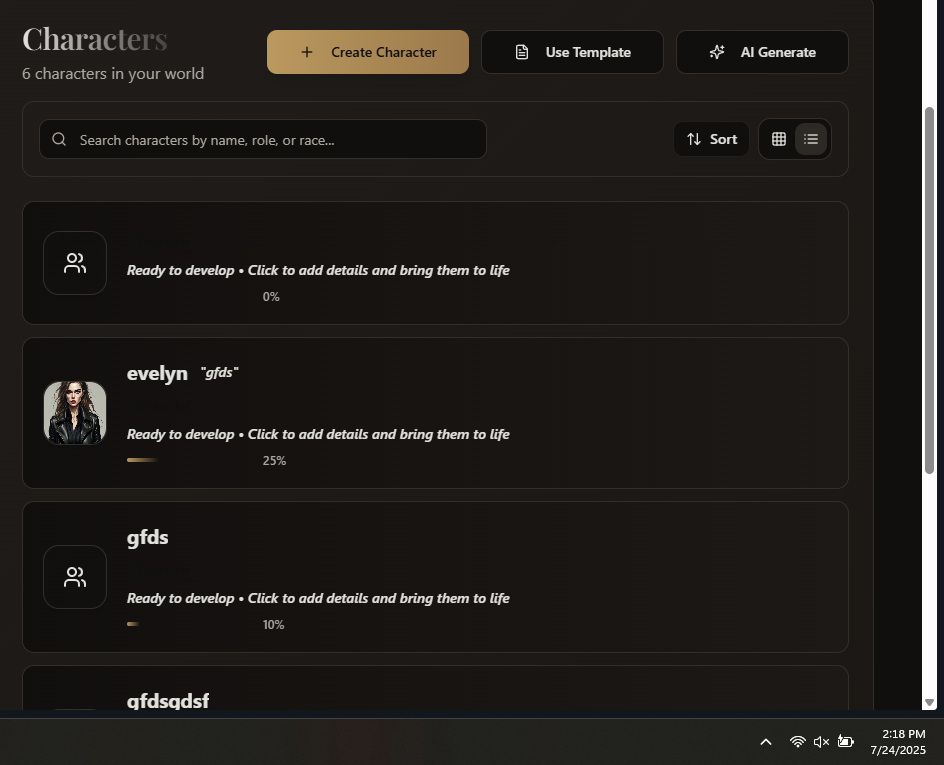 Characters
6 characters in your world
Create Character
Use Template
AI Generate
Search characters by name, role, or race...
Sort
Ready to develop • Click to add details and bring them to life
0%
evelyn "gfds"
Ready to develop • Click to add details and bring them to life
25%
gfds
Ready to develop • Click to add details and bring them to life
10%
gfdsgdsf
2:18 PM
7/24/2025